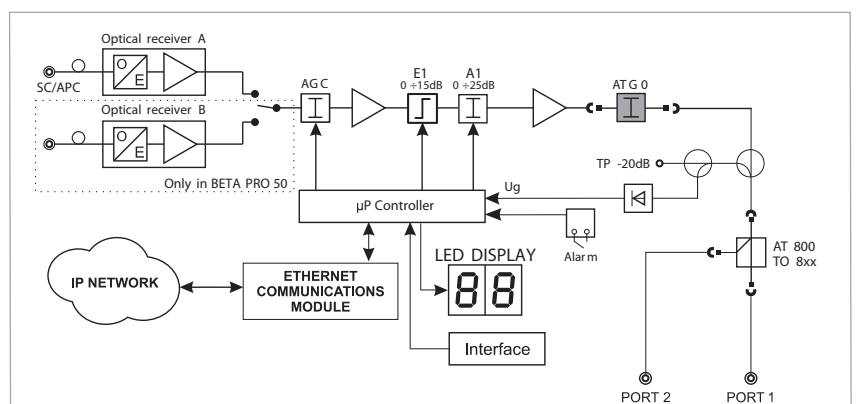 Optical receiver A
O
E
SC/APC
Optical receiver B
O
E
Only in BETA PRO 50
AGC
E1
0 ÷15dB
A1
0 ÷25dB
ATG 0
TP -20dB
Ug
µP Controller
Alarm
AT 800
TO 8xx
LED DISPLAY
88
IP NETWORK
ETHERNET
COMMUNICATIONS
MODULE
Interface
PORT 2
PORT 1